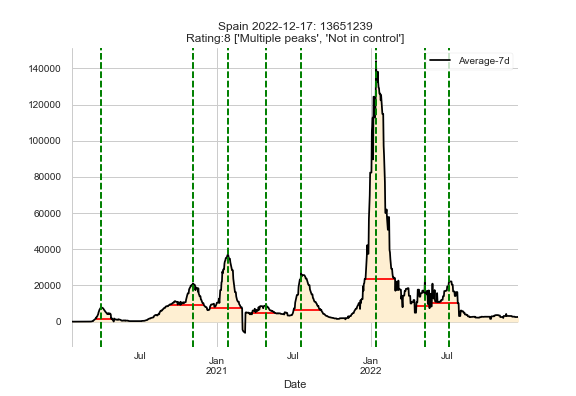 Spain 2022-12-17: 13651239
Rating:8 ['Multiple peaks', 'Not in control']
Average-7d
140000
120000
100000
80000
60000
40000
20000
0
Jul
Jan
2021
Jul
Jan
2022
Jul
Date